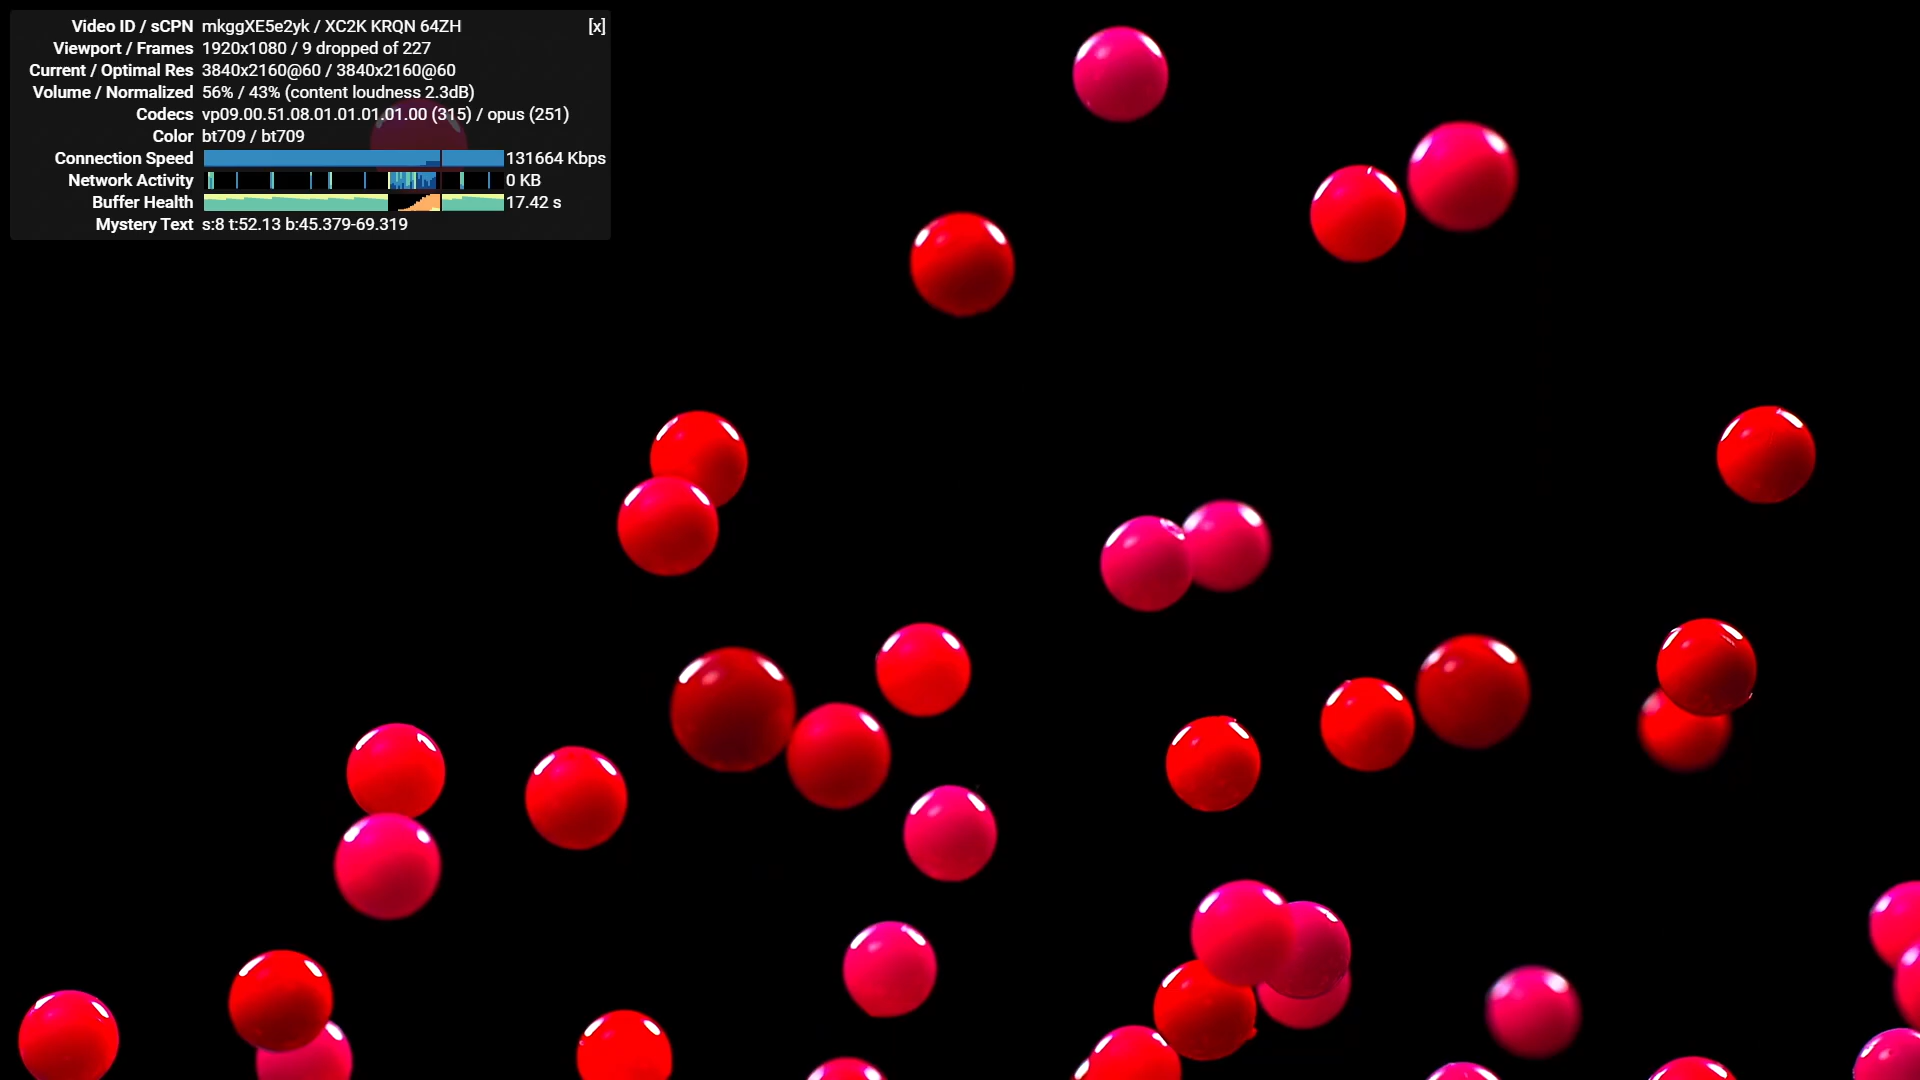 Video ID / sCPN mkggXE5e2yk / XC2K KRQN 64ZH [x]
Viewport / Frames 1920x1080 / 9 dropped of 227
Current / Optimal Res 3840x2160@60 / 3840x2160@60
Volume / Normalized 56% / 43% (content loudness 2.3dB)
Codecs vp09.00.51.08.01.01.01.01.00 (315) / opus (251)
Color bt709 / bt709
Connection Speed 131664 Kbps
Network Activity 0 KB
Buffer Health 17.42 s
Mystery Text s:8 t:52.13 b:45.379-69.319